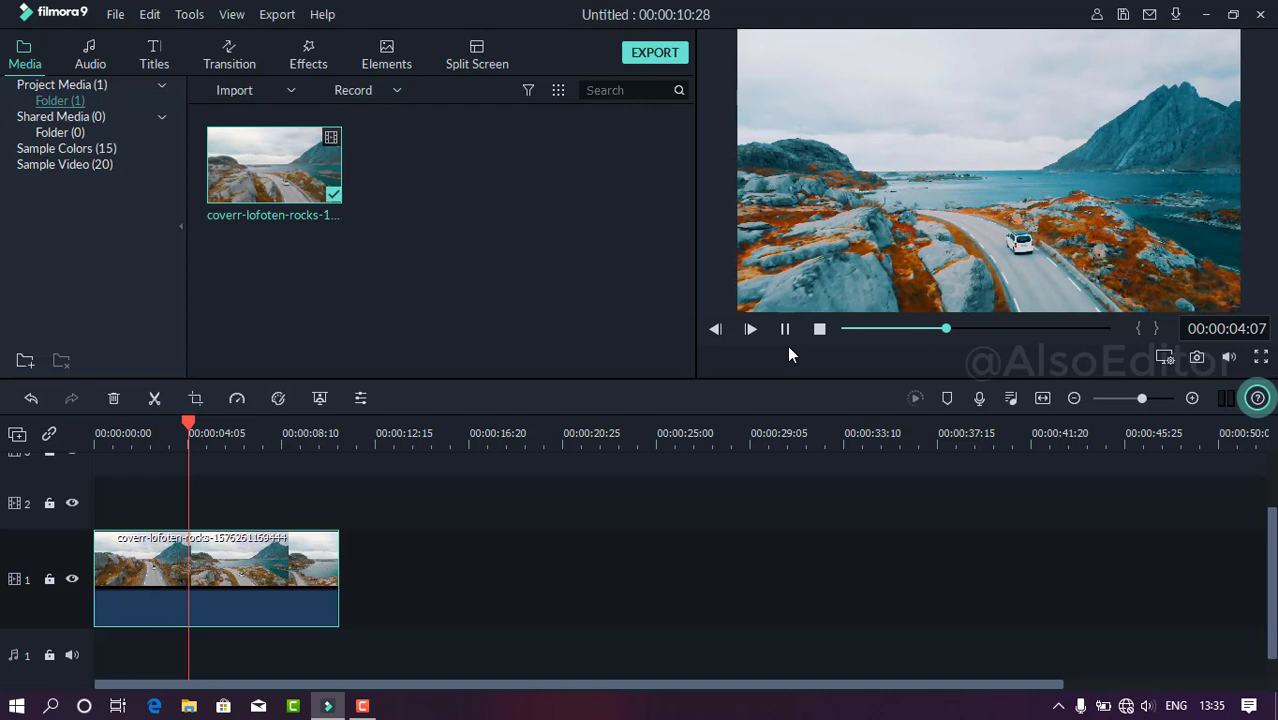 filmora9 File Edit Tools View Export Help Untitled : 00:00:10:28
Media Audio Titles Transition Effects Elements Split Screen EXPORT
Project Media (1)
Folder (1)
Shared Media (0)
Folder (0)
Sample Colors (15)
Sample Video (20)
Import Record Search
coverr-lofoten-rocks-1...
{ } 00:00:04:07
@AlsoEditor
00:00:00:00 00:00:04:05 00:00:08:10 00:00:12:15 00:00:16:20 00:00:20:25 00:00:25:00 00:00:29:05 00:00:33:10 00:00:37:15 00:00:41:20 00:00:45:25 00:00:50:0
2
coverr-lofoten-rocks-1576261169444
1
1
ENG 13:35